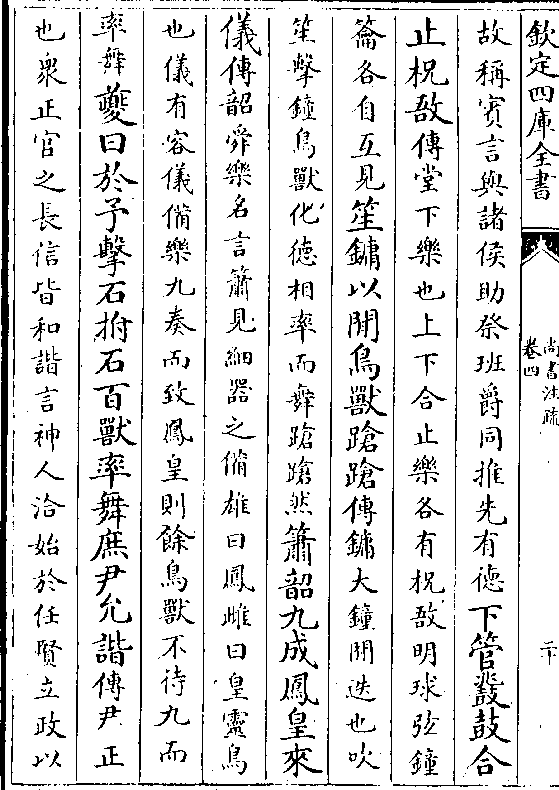 欽定四庫全書
尚書注疏
卷四
二十
故稱賓言與諸侯助祭班爵同推先有德下管鼗鼓合
止柷敔傳堂下樂也上下合止樂各有柷敔明球弦鐘
籥各自互見笙鏞以間鳥獸蹌蹌傳鏞大鐘間迭也吹
笙擊鐘鳥獸化德相率而舞蹌蹌然簫韶九成鳳皇來
儀傳韶舜樂名言簫見細器之備雄曰鳳雌曰皇靈鳥
也儀有容儀備樂九奏而致鳳皇則餘鳥獸不待九而
率舞夔曰於予擊石拊石百獸率舞庶尹允諧傳尹正
也衆正官之長信皆和諧言神人洽始於任賢立政以